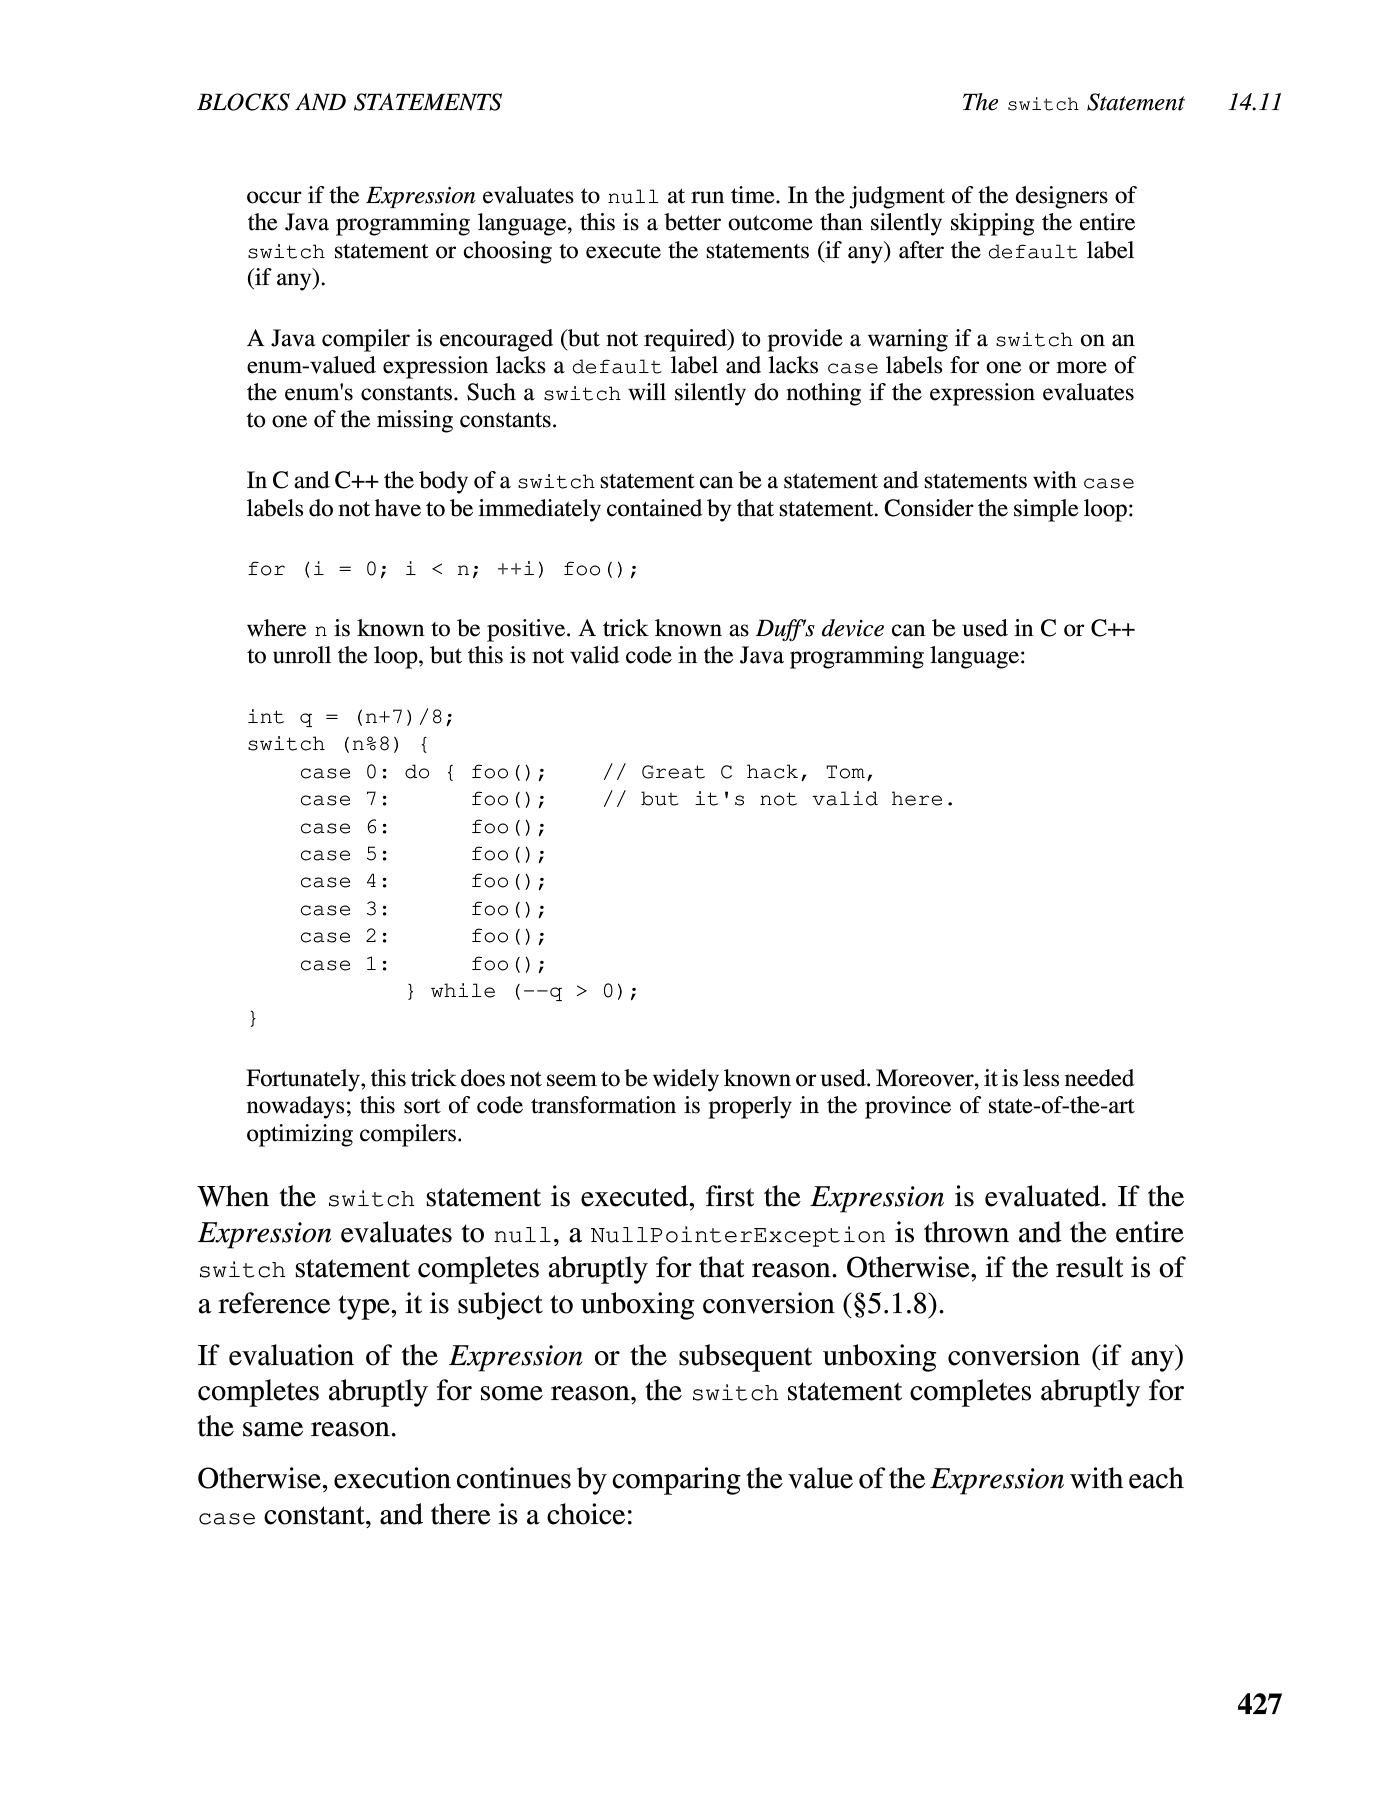 BLOCKS AND STATEMENTS The switch Statement 14.11
occur if the Expression evaluates to null at run time. In the judgment of the designers of
the Java programming language, this is a better outcome than silently skipping the entire
switch statement or choosing to execute the statements (if any) after the default label
(if any).
A Java compiler is encouraged (but not required) to provide a warning if a switch on an
enum-valued expression lacks a default label and lacks case labels for one or more of
the enum's constants. Such a switch will silently do nothing if the expression evaluates
to one of the missing constants.
In C and C++ the body of a switch statement can be a statement and statements with case
labels do not have to be immediately contained by that statement. Consider the simple loop:
for (i = 0; i < n; ++i) foo();
where n is known to be positive. A trick known as Duff's device can be used in C or C++
to unroll the loop, but this is not valid code in the Java programming language:
int q = (n+7)/8;
switch (n%8) {
    case 0: do { foo();    // Great C hack, Tom,
    case 7:      foo();    // but it's not valid here.
    case 6:      foo();
    case 5:      foo();
    case 4:      foo();
    case 3:      foo();
    case 2:      foo();
    case 1:      foo();
            } while (--q > 0);
}
Fortunately, this trick does not seem to be widely known or used. Moreover, it is less needed
nowadays; this sort of code transformation is properly in the province of state-of-the-art
optimizing compilers.
When the switch statement is executed, first the Expression is evaluated. If the
Expression evaluates to null, a NullPointerException is thrown and the entire
switch statement completes abruptly for that reason. Otherwise, if the result is of
a reference type, it is subject to unboxing conversion (§5.1.8).
If evaluation of the Expression or the subsequent unboxing conversion (if any)
completes abruptly for some reason, the switch statement completes abruptly for
the same reason.
Otherwise, execution continues by comparing the value of the Expression with each
case constant, and there is a choice:
427